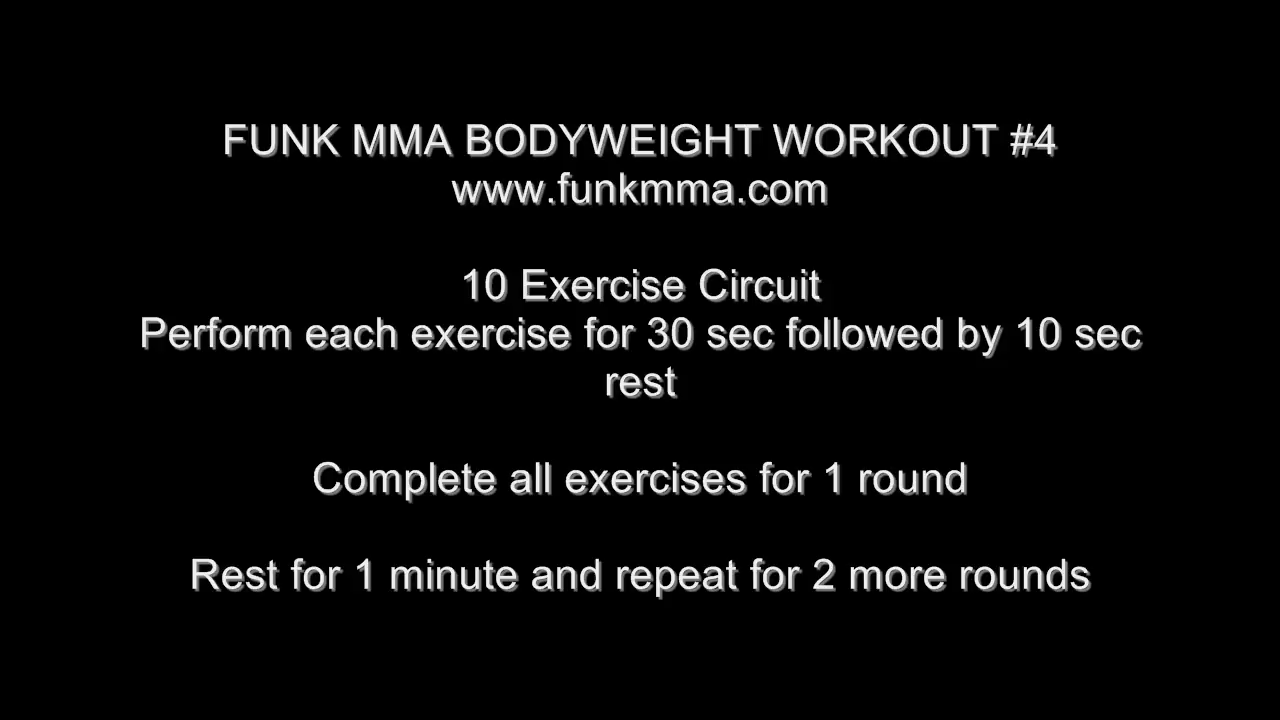 FUNK MMA BODYWEIGHT WORKOUT #4
www.funkmma.com
10 Exercise Circuit
Perform each exercise for 30 sec followed by 10 sec
rest
Complete all exercises for 1 round
Rest for 1 minute and repeat for 2 more rounds